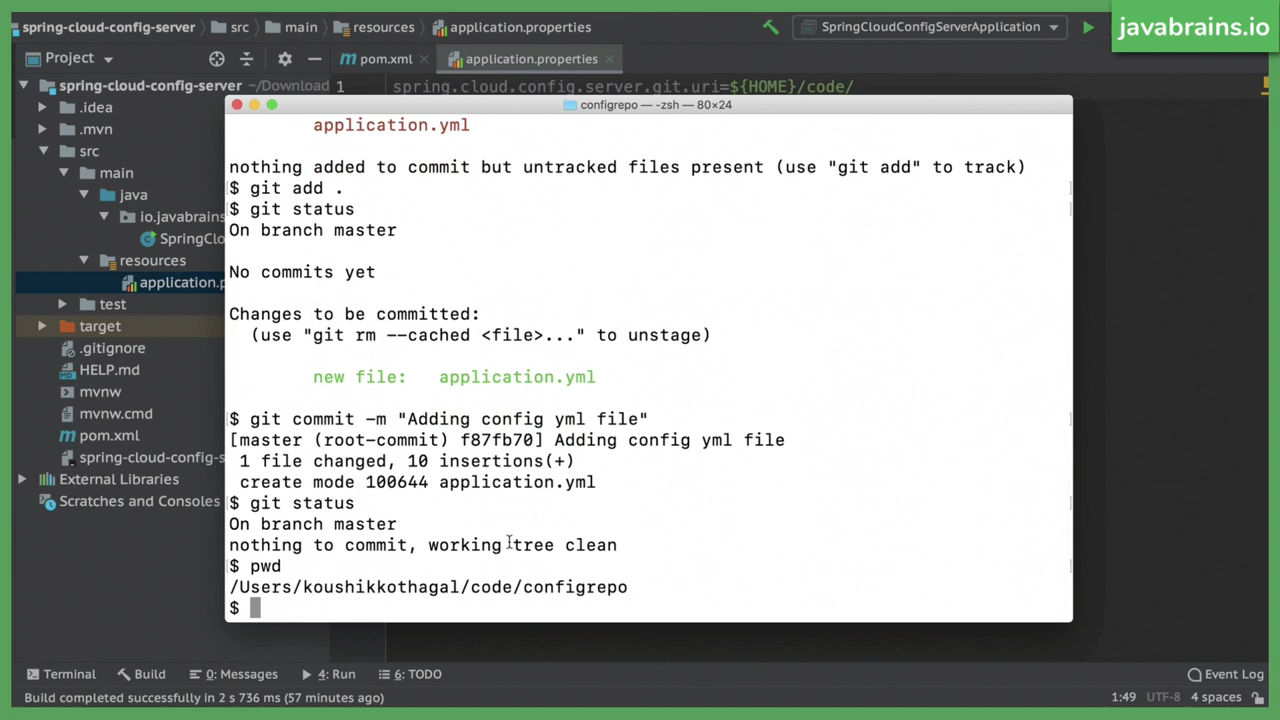 javabrains.io
spring-cloud-config-server
src
main
resources
application.properties
SpringCloudConfigServerApplication
Project
pom.xml
application.properties
spring-cloud-config-server ~/Download
.idea
.mvn
src
main
java
io.javabrains
SpringClo
resources
application.p
test
target
.gitignore
HELP.md
mvnw
mvnw.cmd
pom.xml
spring-cloud-config-s
External Libraries
Scratches and Consoles
1
spring.cloud.config.server.git.uri=${HOME}/code/
configrepo — -zsh — 80×24
application.yml
nothing added to commit but untracked files present (use "git add" to track)
$ git add .
$ git status
On branch master
No commits yet
Changes to be committed:
(use "git rm --cached <file>..." to unstage)
new file: application.yml
$ git commit -m "Adding config yml file"
[master (root-commit) f87fb70] Adding config yml file
1 file changed, 10 insertions(+)
create mode 100644 application.yml
$ git status
On branch master
nothing to commit, working tree clean
$ pwd
/Users/koushikkothagal/code/configrepo
$
Terminal
Build
0: Messages
4: Run
6: TODO
Event Log
Build completed successfully in 2 s 736 ms (57 minutes ago)
1:49
UTF-8
4 spaces